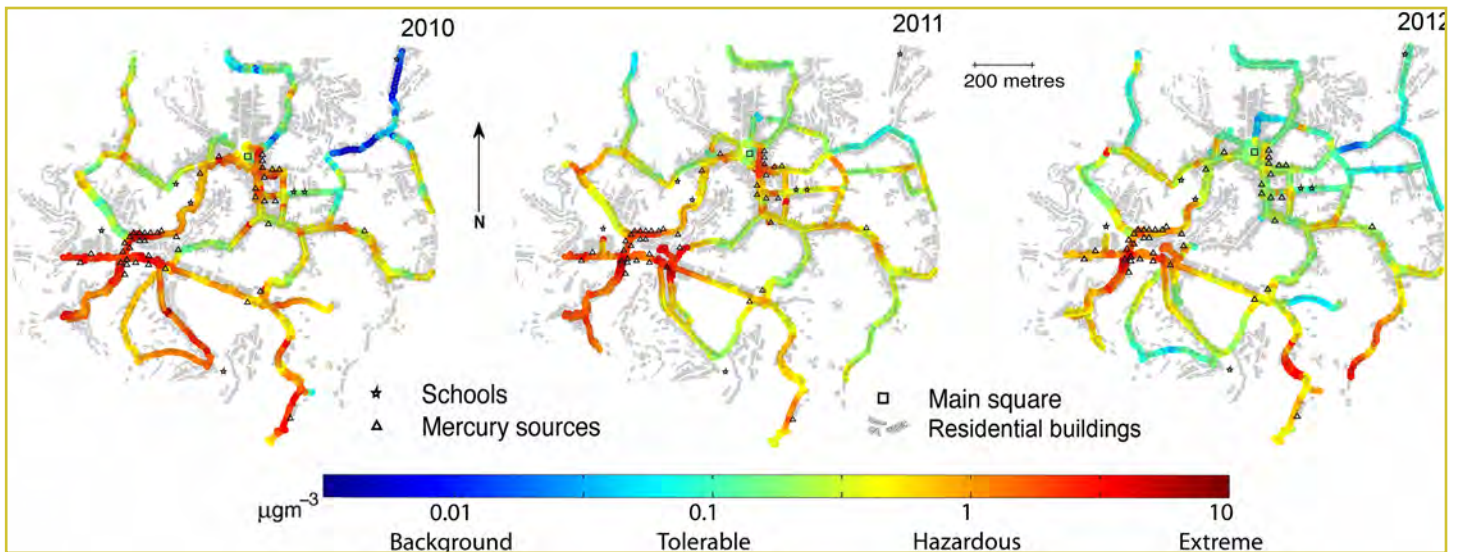 2010
2011
2012
200 metres
N
Schools
Mercury sources
Main square
Residential buildings
µgm⁻³
0.01
0.1
1
10
Background
Tolerable
Hazardous
Extreme